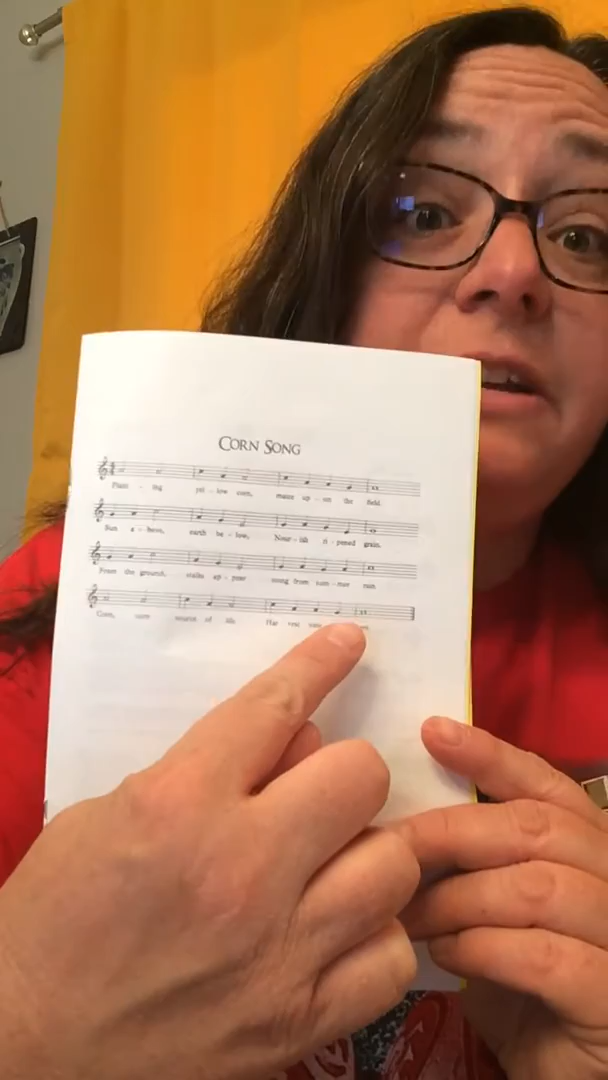 CORN SONG
Plant - ing yel - low corn, maize up - on the field.
Sun a - bove, earth be - low, Nour - ish ri - pened grain.
From the ground, stalks ap - pear young from sum - mer rain
Corn, corn source of life Har vest